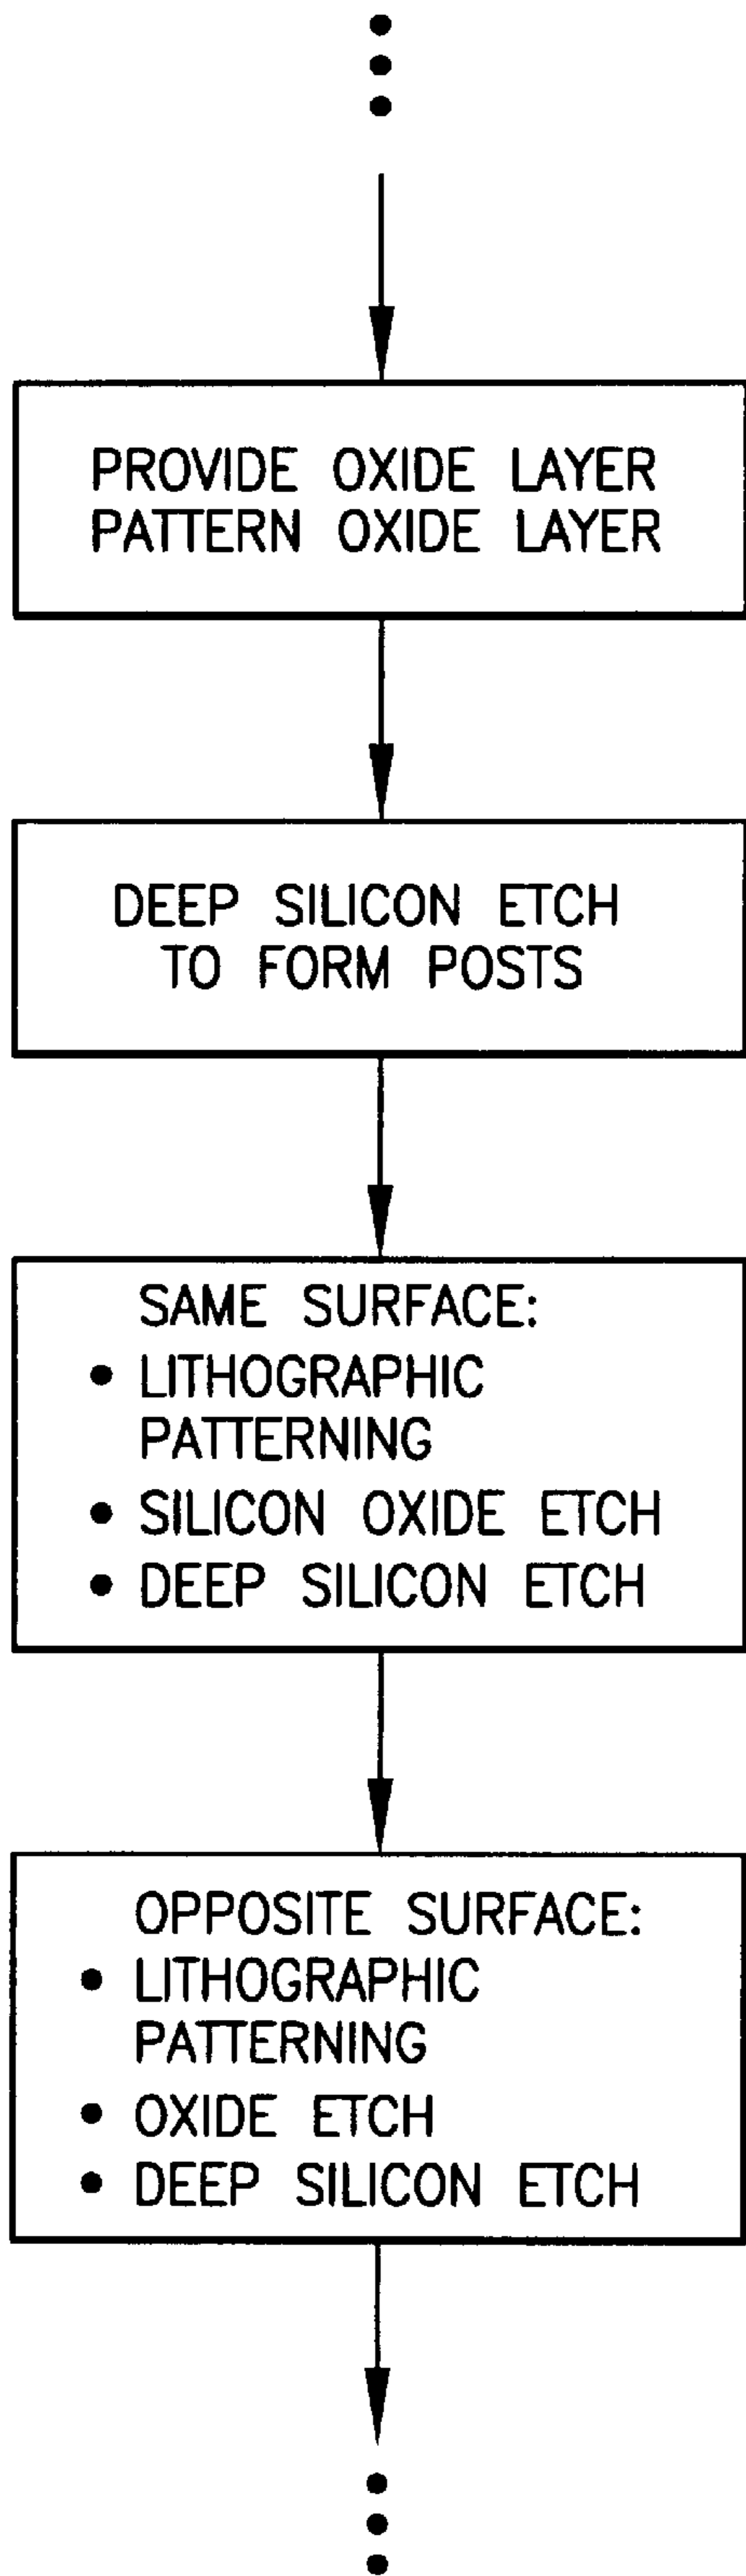 PROVIDE OXIDE LAYER
PATTERN OXIDE LAYER
DEEP SILICON ETCH
TO FORM POSTS
SAME SURFACE:
• LITHOGRAPHIC
PATTERNING
• SILICON OXIDE ETCH
• DEEP SILICON ETCH
OPPOSITE SURFACE:
• LITHOGRAPHIC
PATTERNING
• OXIDE ETCH
• DEEP SILICON ETCH